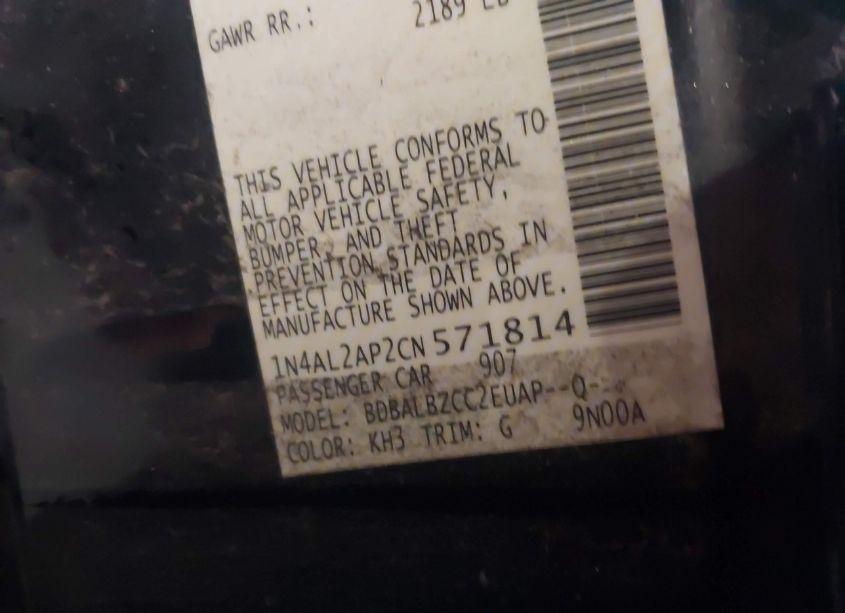 GAWR RR.: 2189 LB
THIS VEHICLE CONFORMS TO
ALL APPLICABLE FEDERAL
MOTOR VEHICLE SAFETY,
BUMPER, AND THEFT
PREVENTION STANDARDS IN
EFFECT ON THE DATE OF
MANUFACTURE SHOWN ABOVE.
1N4AL2AP2CN571814
PASSENGER CAR 907
MODEL: BDBALBZCC2EUAP--Q--
COLOR: KH3 TRIM: G 9N00A